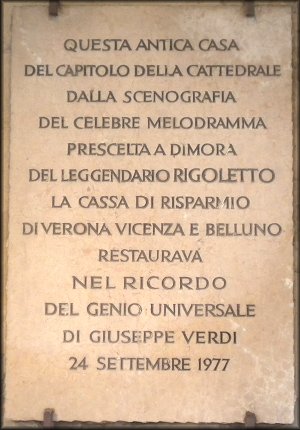 QUESTA ANTICA CASA
DEL CAPITOLO DELLA CATTEDRALE
DALLA SCENOGRAFIA
DEL CELEBRE MELODRAMMA
PRESCELTA A DIMORA
DEL LEGGENDARIO RIGOLETTO
LA CASSA DI RISPARMIO
DI VERONA VICENZA E BELLUNO
RESTAURAVA
NEL RICORDO
DEL GENIO UNIVERSALE
DI GIUSEPPE VERDI
24 SETTEMBRE 1977